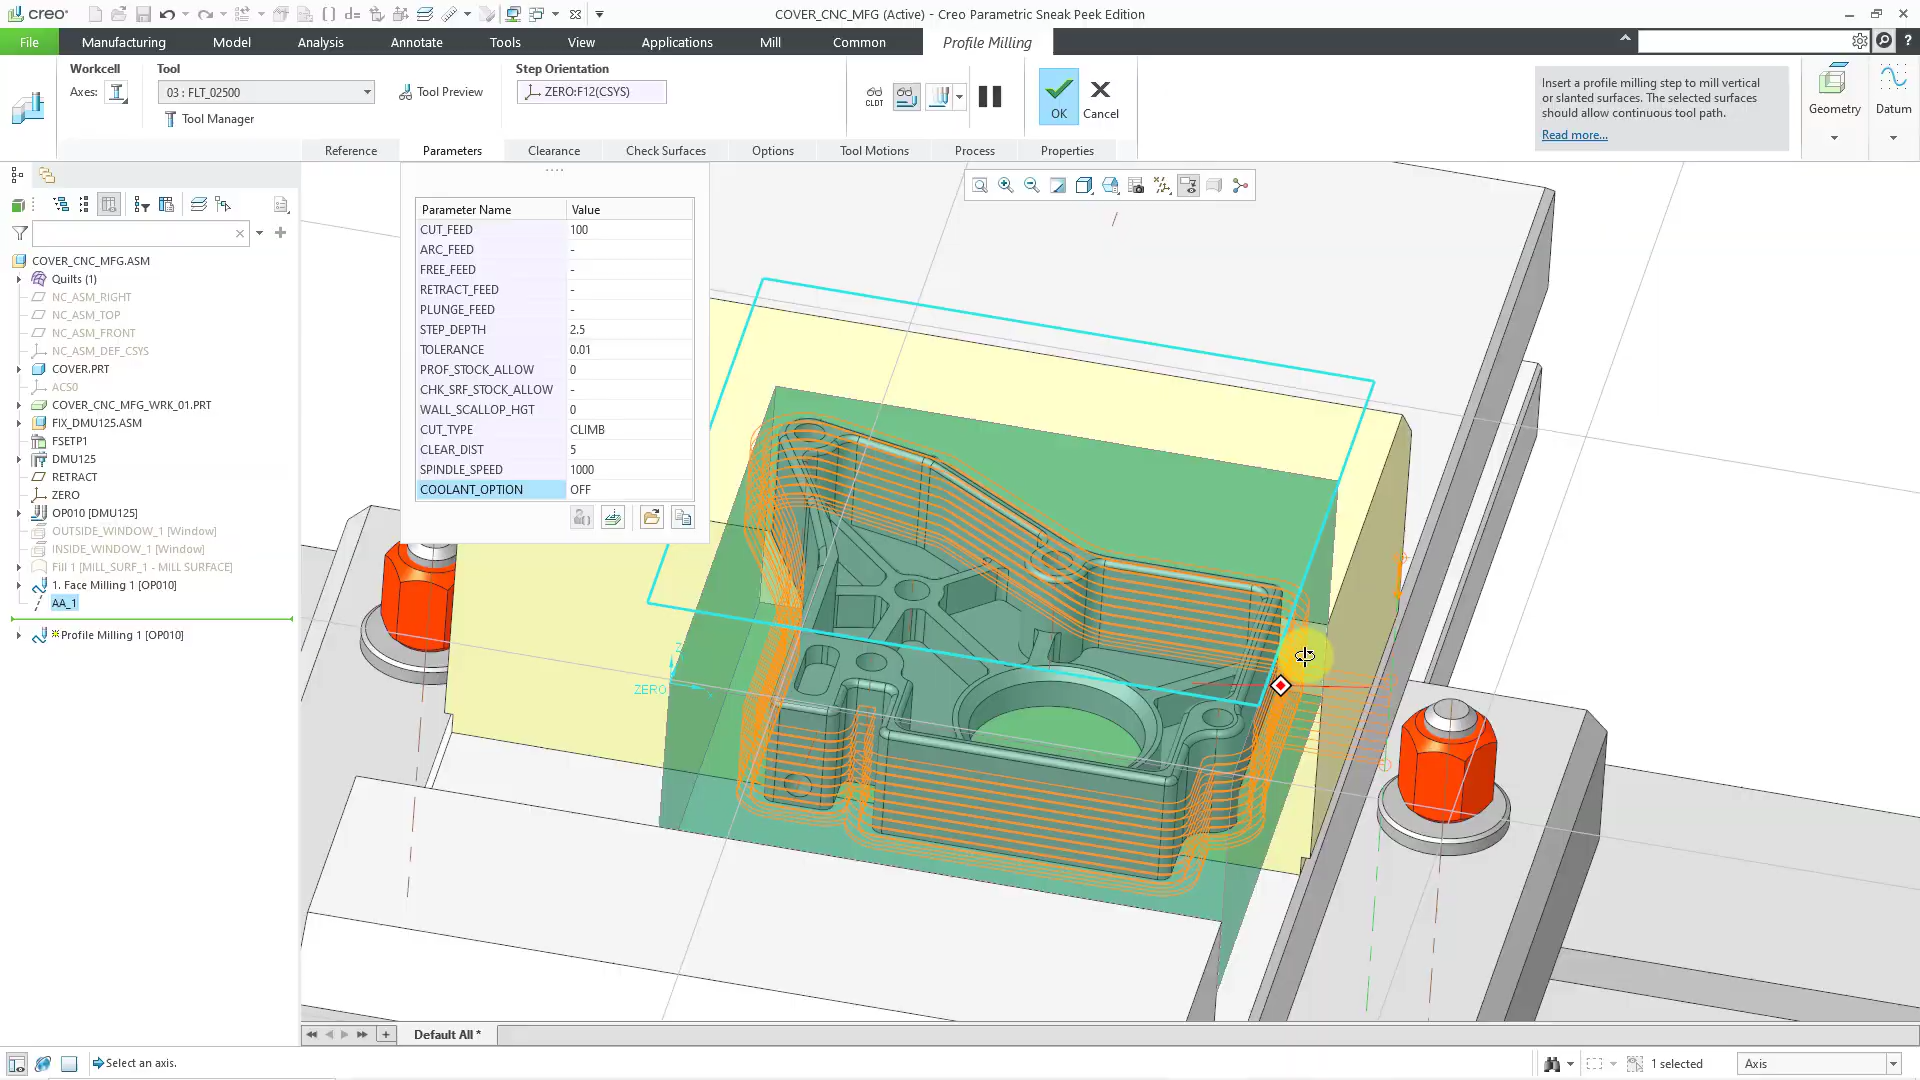 creo
COVER_CNC_MFG (Active) - Creo Parametric Sneak Peek Edition
File
Manufacturing
Model
Analysis
Annotate
Tools
View
Applications
Mill
Common
Profile Milling
Workcell
Axes:
Tool
03 : FLT_02500
Tool Preview
Tool Manager
Step Orientation
ZERO:F12(CSYS)
CLDT
OK
Cancel
Insert a profile milling step to mill vertical
or slanted surfaces. The selected surfaces
should allow continuous tool path.
Read more...
Geometry
Datum
Reference
Parameters
Clearance
Check Surfaces
Options
Tool Motions
Process
Properties
Parameter Name Value
CUT_FEED 100
ARC_FEED -
FREE_FEED -
RETRACT_FEED -
PLUNGE_FEED -
STEP_DEPTH 2.5
TOLERANCE 0.01
PROF_STOCK_ALLOW 0
CHK_SRF_STOCK_ALLOW -
WALL_SCALLOP_HGT 0
CUT_TYPE CLIMB
CLEAR_DIST 5
SPINDLE_SPEED 1000
COOLANT_OPTION OFF
COVER_CNC_MFG.ASM
Quilts (1)
NC_ASM_RIGHT
NC_ASM_TOP
NC_ASM_FRONT
NC_ASM_DEF_CSYS
COVER.PRT
ACS0
COVER_CNC_MFG_WRK_01.PRT
FIX_DMU125.ASM
FSETP1
DMU125
RETRACT
ZERO
OP010 [DMU125]
OUTSIDE_WINDOW_1 [Window]
INSIDE_WINDOW_1 [Window]
Fill 1 [MILL_SURF_1 - MILL SURFACE]
1. Face Milling 1 [OP010]
AA_1
*Profile Milling 1 [OP010]
Z
ZERO
Default All *
Select an axis.
1 selected
Axis